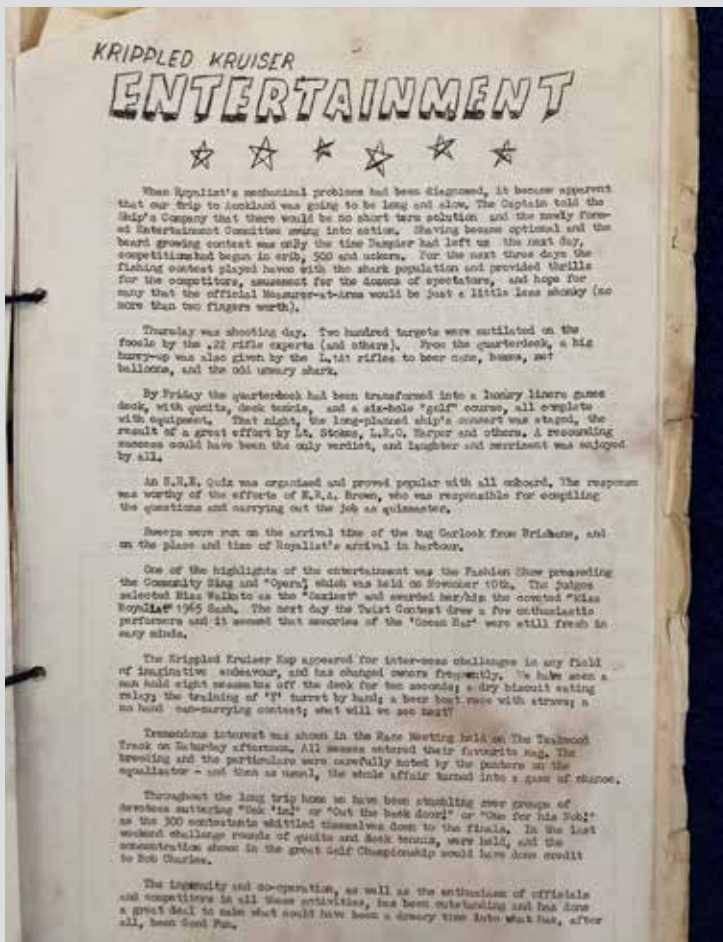 KRIPPLED KRUISER
ENTERTAINMENT
When Royalist's mechanical problems had been diagnosed, it became apparent
that our trip to Auckland was going to be long and slow. The Captain told the
Ship's Company that there would be no short term solution and the newly form-
ed Entertainment Committee swung into action. Shaving became optional and the
beard growing contest was on. By the time Dampier had left us the next day,
competitions had begun in crib, 500 and uckers. For the next three days the
fishing contest played havoc with the shark population and provided thrills
for the competitors, amusement for the dozens of spectators, and hope for
many that the official Measurer-at-Arms would be just a little less shonky (no
more than two fingers worth).
Thursday was shooting day. Two hundred targets were mutilated on the
focsle by the .22 rifle experts (and others). From the quarterdeck, a big
hurry-up was also given by the rifles to beer cans, boxes, met
balloons, and the odd unwary shark.
By Friday the quarterdeck had been transformed into a luxury liners games
deck, with quoits, deck tennis, and a six-hole "golf" course, all complete
with equipment. That night, the long-planned ship's concert was staged, the
result of a great effort by Lt. Stokes, L.R.O. Harper and others. A resounding
success could have been the only verdict, and laughter and merriment was enjoyed
by all.
An S.R.E. Quiz was organised and proved popular with all onboard. The response
was worthy of the efforts of E.R.A. Brown, who was responsible for compiling
the questions and carrying out the job as quizmaster.
Sweeps were run on the arrival time of the tug Carlock from Brisbane, and
on the place and time of Royalist's arrival in harbour.
One of the highlights of the entertainment was the Fashion Show preceeding
the Community Sing and "Opera", which was held on November 10th. The judges
selected Miss Waikato as the "Sexiest" and awarded her/him the coveted "Miss
Royalist" 1965 Sash. The next day the Twist Contest drew a few enthusiastic
performers and it seemed that memories of the 'Ocean Bar' were still fresh in
many minds.
The Krippled Kruiser Kup appeared for inter-mess challenges in any field
of imaginative endeavour, and has changed owners frequently. We have seen a
man hold eight messmates off the deck for ten seconds; a dry biscuit eating
relay; the training of 'Y' turret by hand; a beer boat race with straws; a
no hand can-carrying contest; what will we see next?
Tremendous interest was shown in the Race Meeting held on The Teakwood
Track on Saturday afternoon. All messes entered their favourite nag. The
breeding and the particulars were carefully noted by the punters on the
equalisator - and then as usual, the whole affair turned into a game of chance.
Throughout the long trip home we have been stumbling over groups of
devotees muttering "Uck 'im!" or "Out the back door!" or "One for his Nob!"
as the 300 contestants whittled themselves down to the finals. In the last
weekend challenge rounds of quoits and deck tennis, were held, and the
concentration shown in the great Golf Championship would have done credit
to Bob Charles.
The ingenuity and co-operation, as well as the enthusiasm of officials
and competitors in all these activities, has been outstanding and has done
a great deal to make what could have been a dreary time into what has, after
all, been Good Fun.